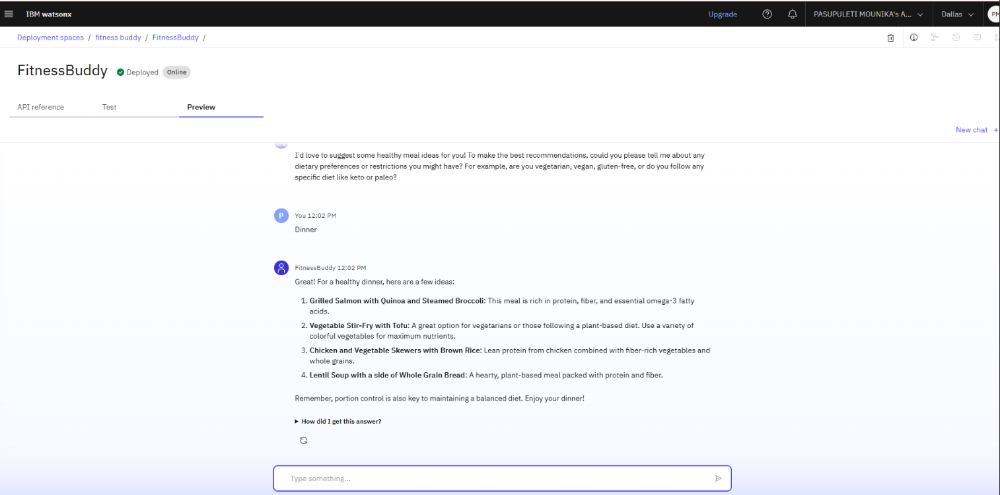 IBM watsonx
Upgrade
PASUPULETI MOUNIKA's A...
Dallas
PM
Deployment spaces / fitness buddy / FitnessBuddy /
FitnessBuddy
Deployed
Online
API reference
Test
Preview
New chat +
I'd love to suggest some healthy meal ideas for you! To make the best recommendations, could you please tell me about any
dietary preferences or restrictions you might have? For example, are you vegetarian, vegan, gluten-free, or do you follow any
specific diet like keto or paleo?
P
You 12:02 PM
Dinner
FitnessBuddy 12:02 PM
Great! For a healthy dinner, here are a few ideas:
1. Grilled Salmon with Quinoa and Steamed Broccoli: This meal is rich in protein, fiber, and essential omega-3 fatty
acids.
2. Vegetable Stir-Fry with Tofu: A great option for vegetarians or those following a plant-based diet. Use a variety of
colorful vegetables for maximum nutrients.
3. Chicken and Vegetable Skewers with Brown Rice: Lean protein from chicken combined with fiber-rich vegetables and
whole grains.
4. Lentil Soup with a side of Whole Grain Bread: A hearty, plant-based meal packed with protein and fiber.
Remember, portion control is also key to maintaining a balanced diet. Enjoy your dinner!
How did I get this answer?
Type something...